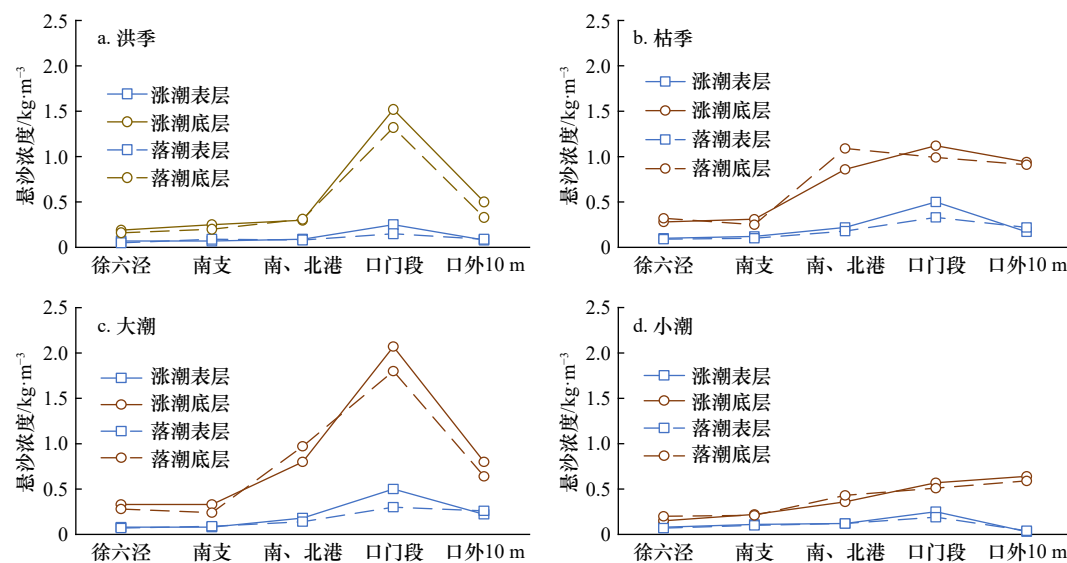 2.5
2.0
1.5
1.0
0.5
0
悬沙浓度/kg·m⁻³
a. 洪季
涨潮表层
涨潮底层
落潮表层
落潮底层
徐六泾
南支
南、北港
口门段
口外10 m
2.5
2.0
1.5
1.0
0.5
0
悬沙浓度/kg·m⁻³
b. 枯季
涨潮表层
涨潮底层
落潮表层
落潮底层
徐六泾
南支
南、北港
口门段
口外10 m
2.5
2.0
1.5
1.0
0.5
0
悬沙浓度/kg·m⁻³
c. 大潮
涨潮表层
涨潮底层
落潮表层
落潮底层
徐六泾
南支
南、北港
口门段
口外10 m
2.5
2.0
1.5
1.0
0.5
0
悬沙浓度/kg·m⁻³
d. 小潮
涨潮表层
涨潮底层
落潮表层
落潮底层
徐六泾
南支
南、北港
口门段
口外10 m